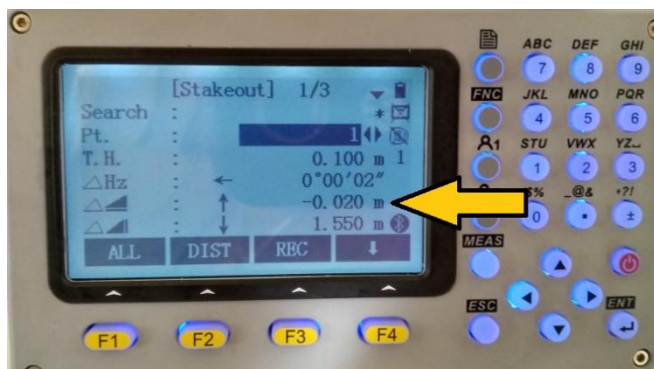 [Stakeout] 1/3
Search : *
Pt. : 1
T.H. : 0.100 m 1
△Hz : ← 0°00'02"
△◢ : ↑ -0.020 m
△◢ : ↓ 1.550 m
ALL DIST REC ↓
F1 F2 F3 F4
ABC DEF GHI
7 8 9
FNC JKL MNO PQR
4 5 6
1 STU VWX YZ
1 2 3
$% _@& *?!
0 . ±
MEAS
ESC ENT